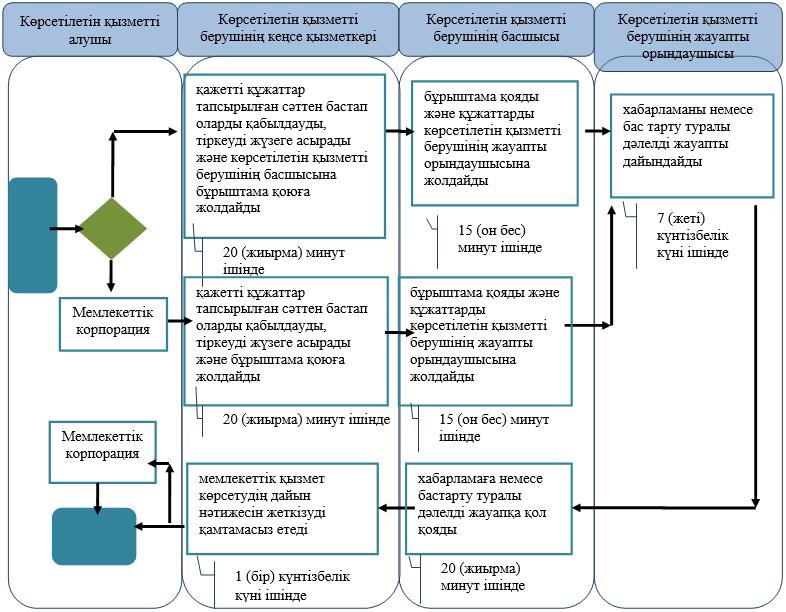 Көрсетілетін қызметті
алушы
Көрсетілетін қызметті
берушінің кеңсе қызметкері
Көрсетілетін қызметті
берушінің басшысы
Көрсетілетін қызметті
берушінің жауапты
орындаушысы
қажетті құжаттар
тапсырылған сәттен бастап
оларды қабылдауды,
тіркеуді жүзеге асырады
және көрсетілетін қызметті
берушінің басшысына
бұрыштама қоюға
жолдайды
20 (жиырма) минут
ішінде
бұрыштама қояды
және құжаттарды
көрсетілетін қызметті
берушінің жауапты
орындаушысына
жолдайды
15 (он бес)
минут ішінде
хабарламаны немесе
бас тарту туралы
дәлелді жауапты
дайындайды
7 (жеті)
күнтізбелік
күні ішінде
Мемлекеттік
корпорация
қажетті құжаттар
тапсырылған сәттен бастап
оларды қабылдауды,
тіркеуді жүзеге асырады
және бұрыштама қоюға
жолдайды
20 (жиырма) минут ішінде
бұрыштама қояды және
құжаттарды
көрсетілетін қызметті
берушінің жауапты
орындаушысына
жолдайды
15 (он бес) минут
ішінде
Мемлекеттік
корпорация
мемлекеттік қызмет
көрсетудің дайын
нәтижесін жеткізуді
қамтамасыз етеді
1 (бір) күнтізбелік
күні ішінде
хабарламаға немесе
бастарту туралы
дәлелді жауапқа қол
қояды
20 (жиырма)
минут ішінде